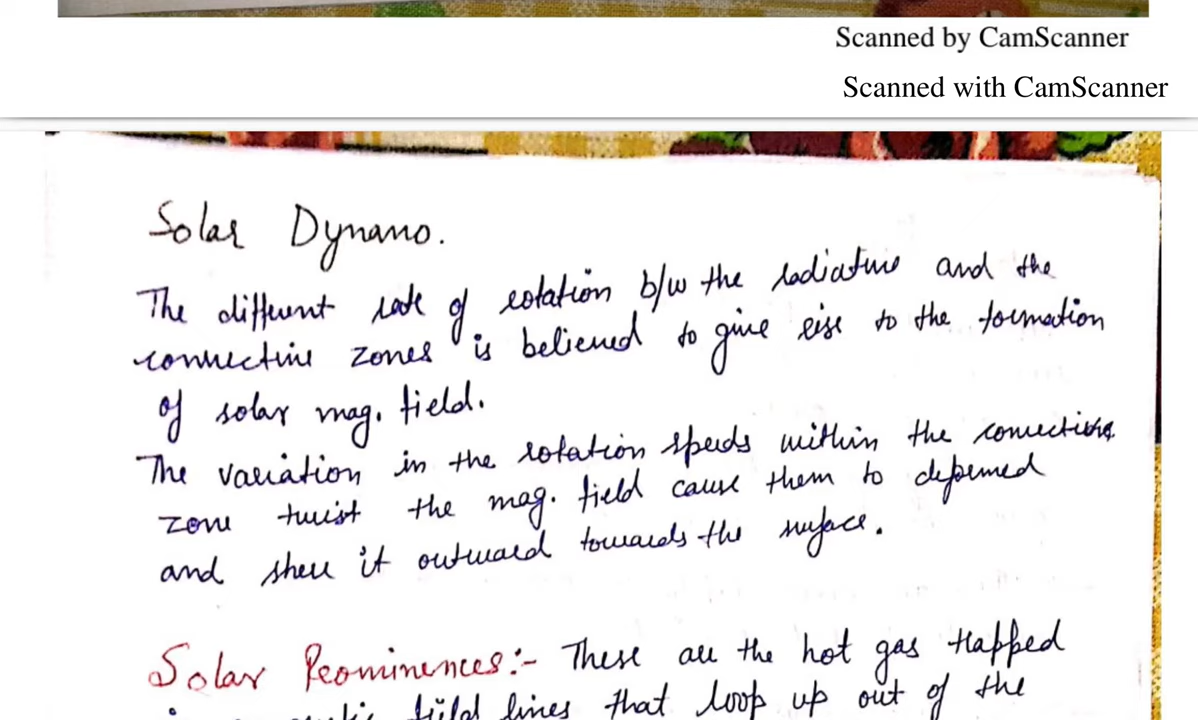 Scanned by CamScanner
Scanned with CamScanner
Solar Dynamo.
The different rate of rotation b/w the radiative and the
convective zones is believed to give rise to the formation
of solar mag. field.
The variation in the rotation speeds within the convective
zone twist the mag. field cause them to deformed
and shere it outward towards the surface.
Solar Prominences:- These are the hot gas trapped
field lines that loop up out of the